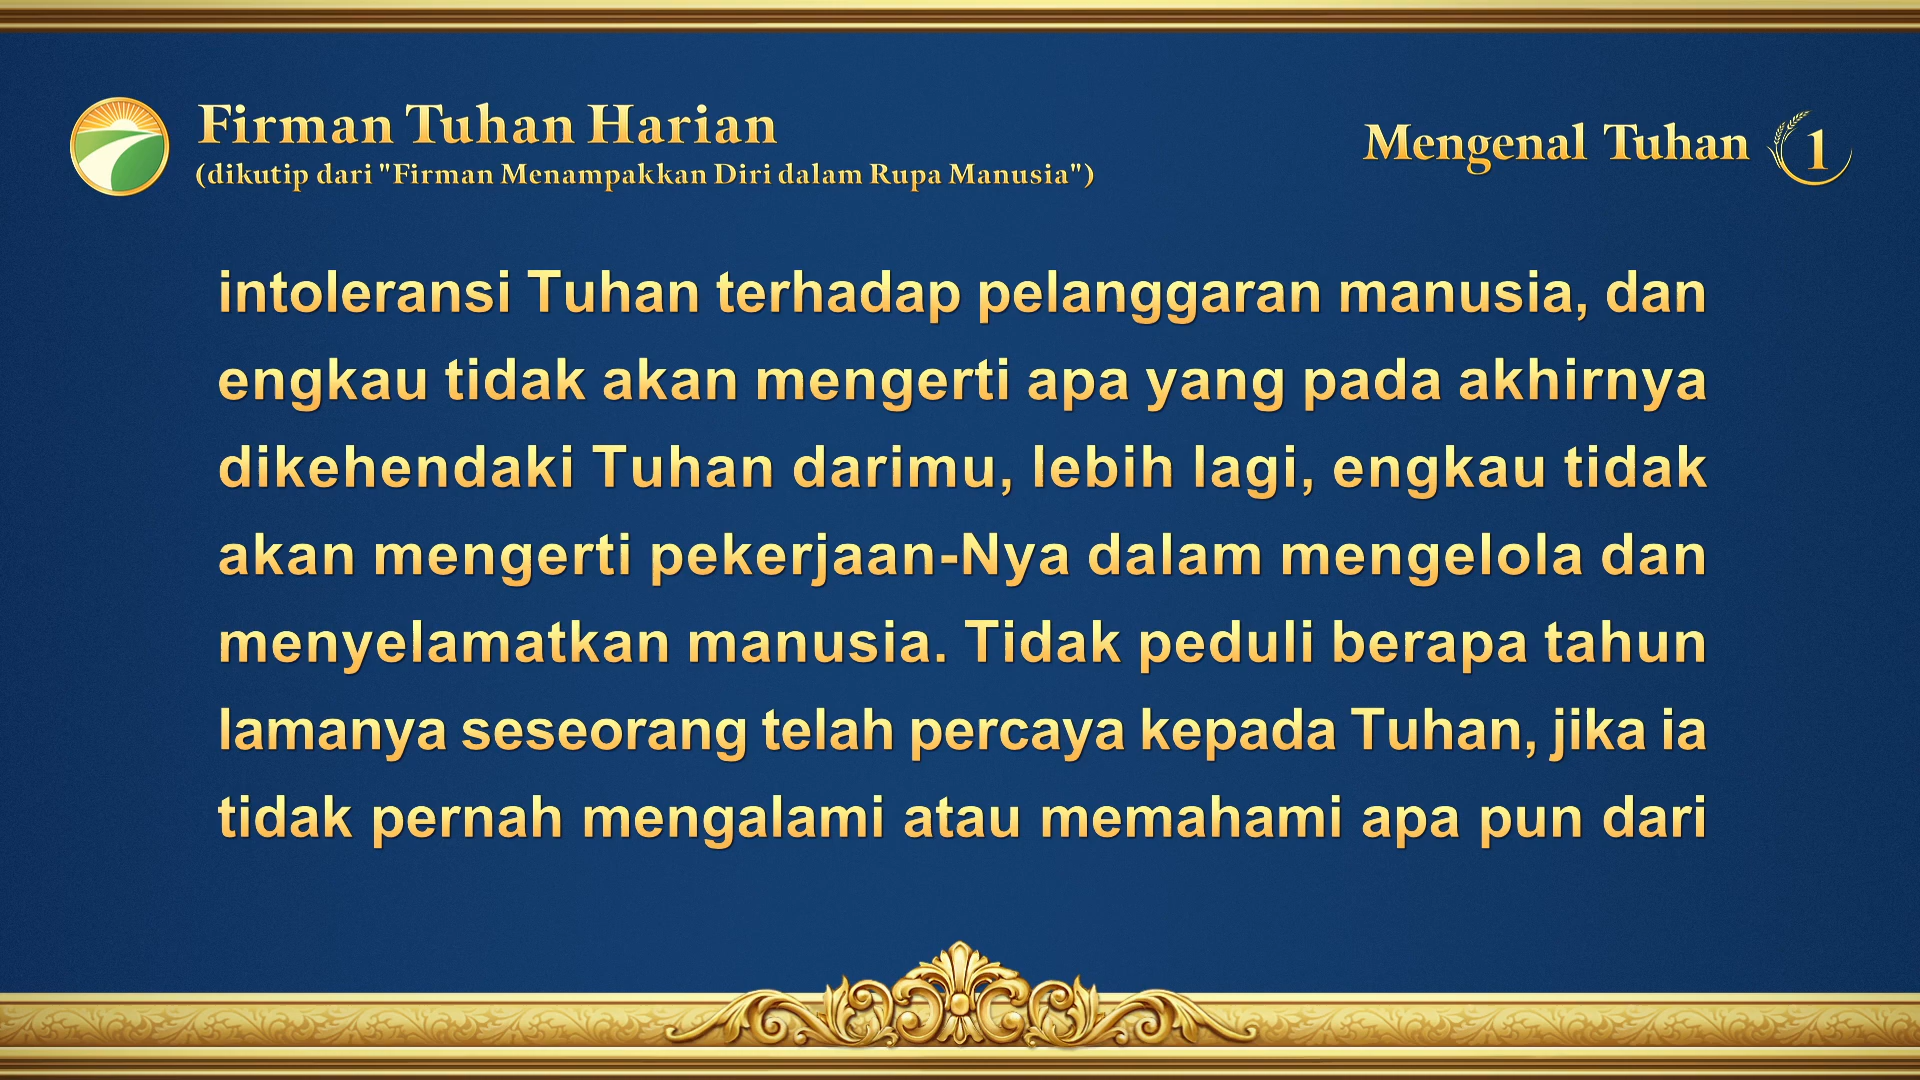 Firman Tuhan Harian
(dikutip dari "Firman Menampakkan Diri dalam Rupa Manusia")
Mengenal Tuhan 1
intoleransi Tuhan terhadap pelanggaran manusia, dan
engkau tidak akan mengerti apa yang pada akhirnya
dikehendaki Tuhan darimu, lebih lagi, engkau tidak
akan mengerti pekerjaan-Nya dalam mengelola dan
menyelamatkan manusia. Tidak peduli berapa tahun
lamanya seseorang telah percaya kepada Tuhan, jika ia
tidak pernah mengalami atau memahami apa pun dari